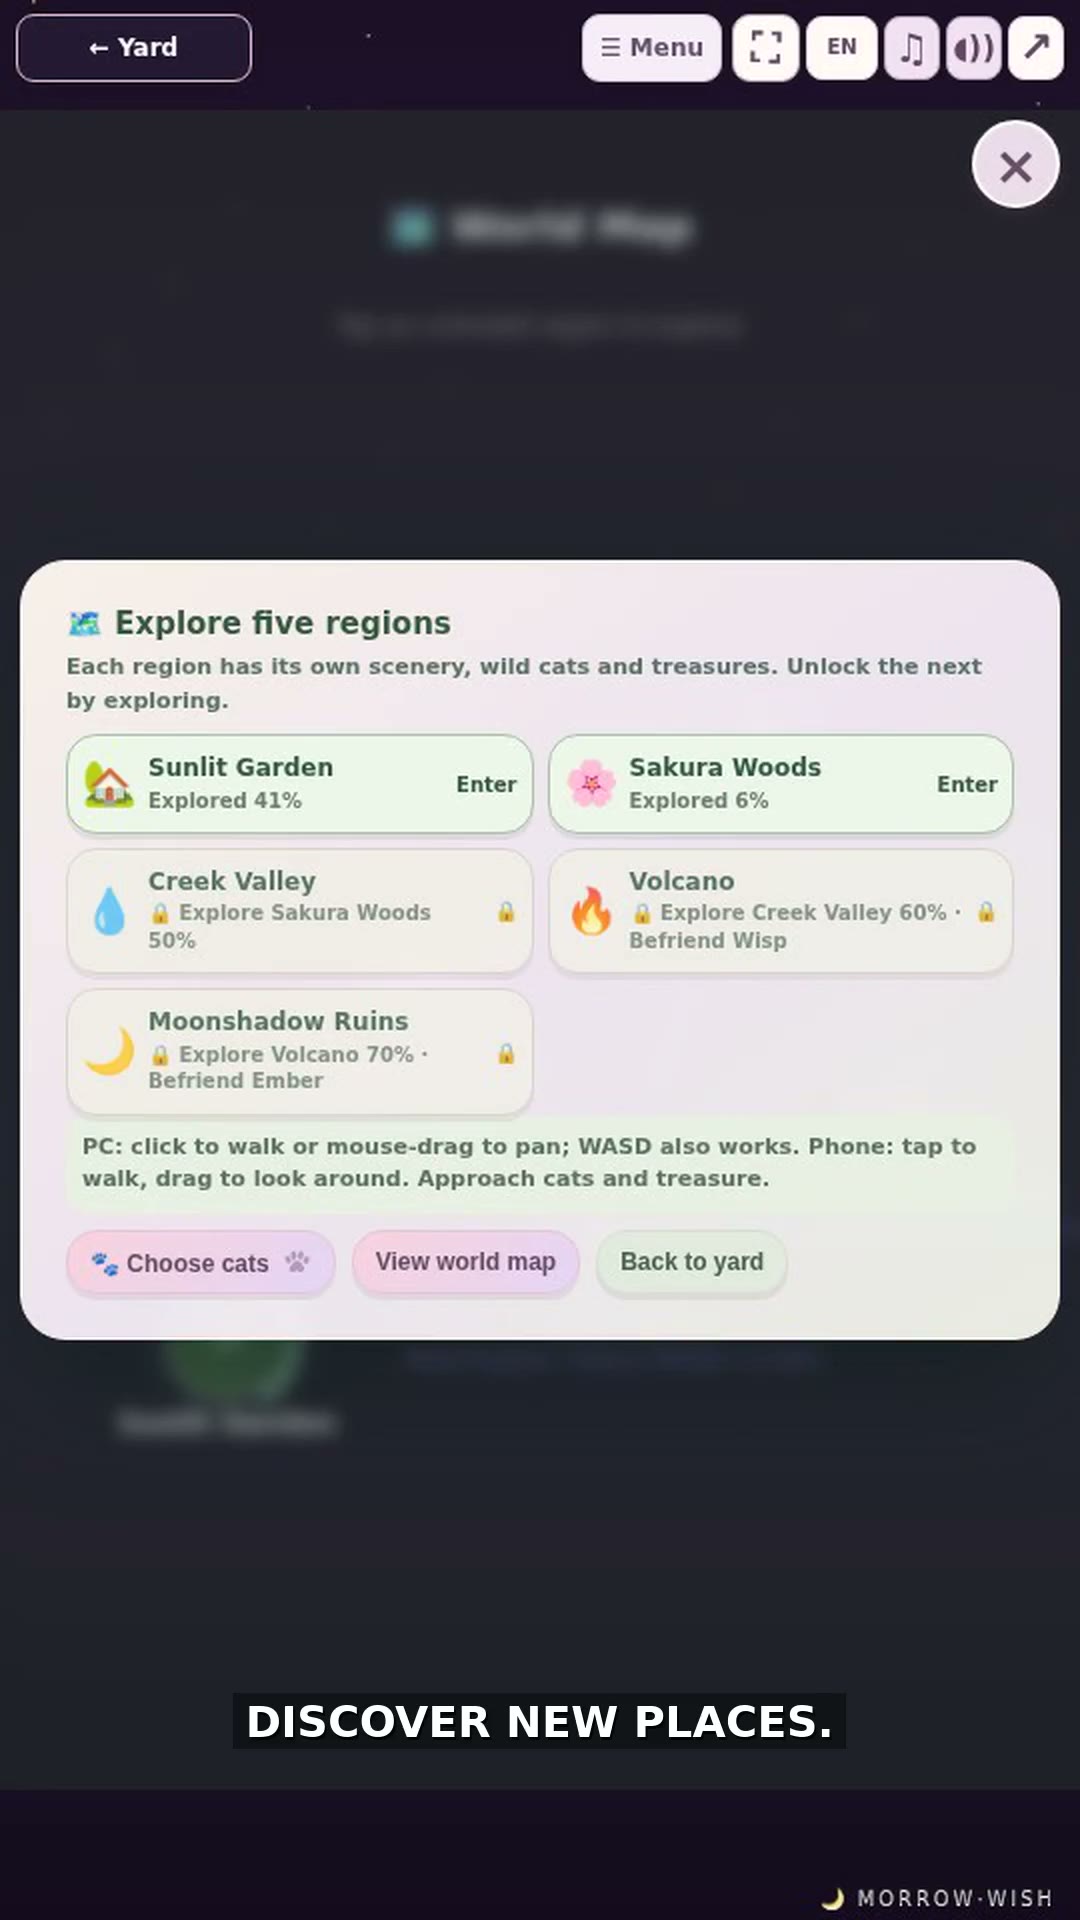 ← Yard
☰ Menu
EN
World Map
🗺️ Explore five regions
Each region has its own scenery, wild cats and treasures. Unlock the next
by exploring.
Sunlit Garden
Explored 41%
Enter
Sakura Woods
Explored 6%
Enter
Creek Valley
🔒 Explore Sakura Woods
50%
🔒
Volcano
🔒 Explore Creek Valley 60% ·
Befriend Wisp
🔒
Moonshadow Ruins
🔒 Explore Volcano 70% ·
Befriend Ember
🔒
PC: click to walk or mouse-drag to pan; WASD also works. Phone: tap to
walk, drag to look around. Approach cats and treasure.
🐾 Choose cats
View world map
Back to yard
Sunlit Garden
DISCOVER NEW PLACES.
🌙 MORROW·WISH